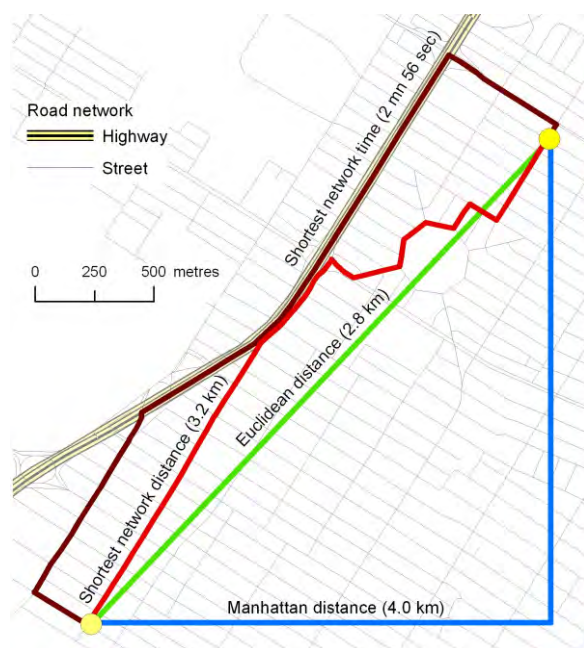 Road network
Highway
Street
0 250 500 metres
Shortest network time (2 mn 56 sec)
Euclidean distance (2.8 km)
Shortest network distance (3.2 km)
Manhattan distance (4.0 km)